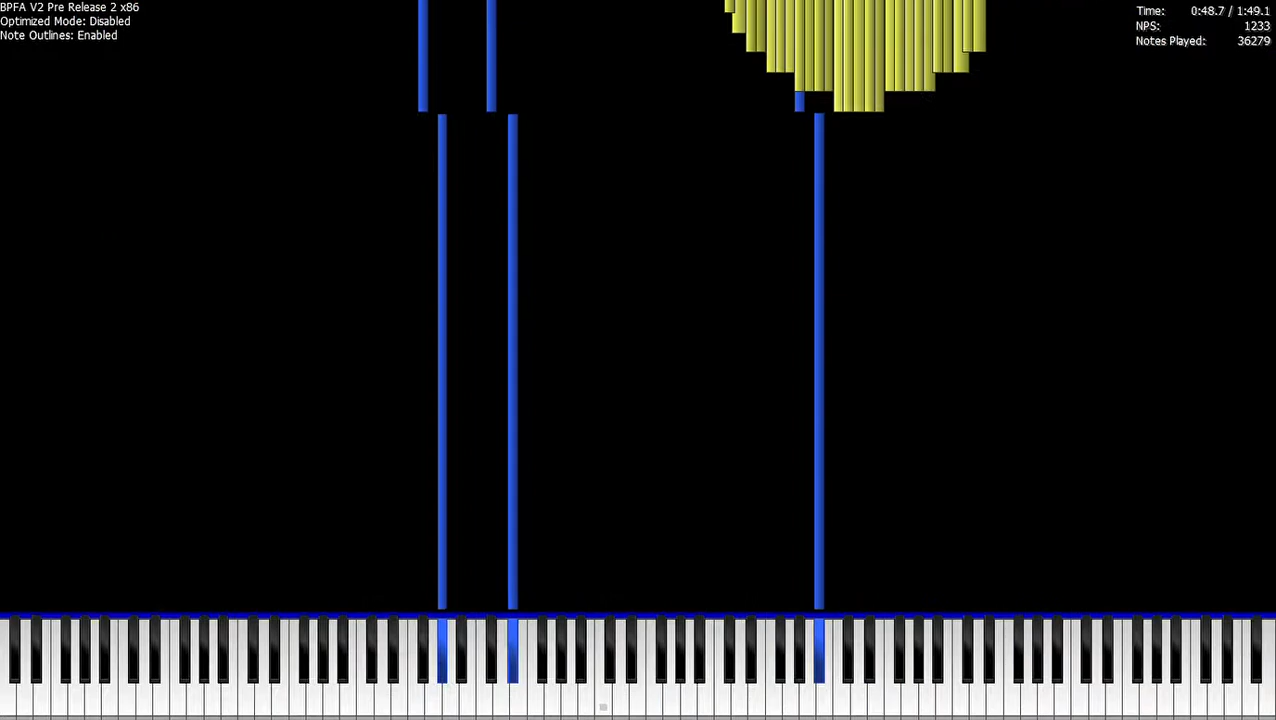 BPFA V2 Pre Release 2 x86
Optimized Mode: Disabled
Note Outlines: Enabled
Time: 0:48.7 / 1:49.1
NPS: 1233
Notes Played: 36279